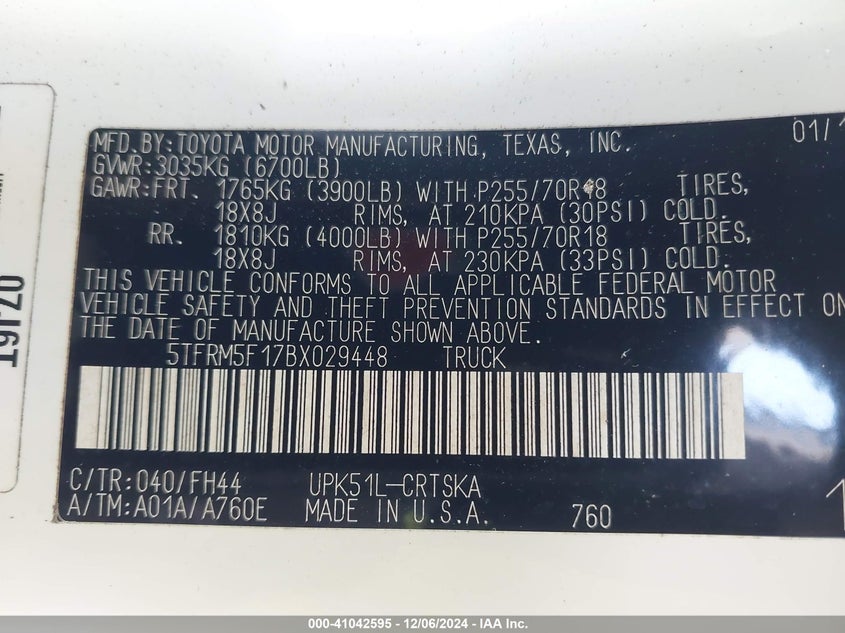 MFD.BY:TOYOTA MOTOR MANUFACTURING, TEXAS, INC. 01/1
GVWR:3035KG (6700LB)
GAWR:FRT. 1765KG (3900LB) WITH P255/70R18 TIRES,
18X8J RIMS, AT 210KPA (30PSI) COLD.
RR. 1810KG (4000LB) WITH P255/70R18 TIRES,
18X8J RIMS, AT 230KPA (33PSI) COLD.
THIS VEHICLE CONFORMS TO ALL APPLICABLE FEDERAL MOTOR
VEHICLE SAFETY AND THEFT PREVENTION STANDARDS IN EFFECT ON
THE DATE OF MANUFACTURE SHOWN ABOVE.
5TFRM5F17BX029448 TRUCK
C/TR:040/FH44 UPK51L-CRTSKA
A/TM:A01A/A760E MADE IN U.S.A. 760
000-41042595 - 12/06/2024 - IAA Inc.